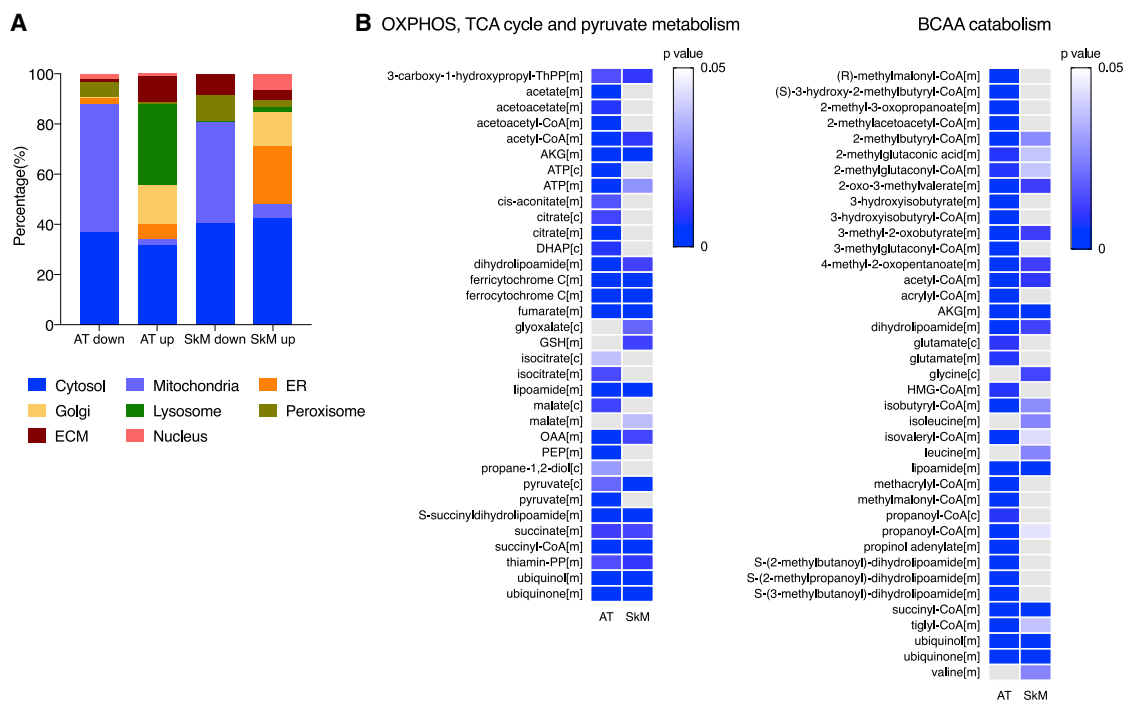 A
Percentage(%)
100
80
60
40
20
0
AT down
AT up
SkM down
SkM up
Cytosol
Mitochondria
ER
Golgi
Lysosome
Peroxisome
ECM
Nucleus
B
OXPHOS, TCA cycle and pyruvate metabolism
p value
0.05
0
3-carboxy-1-hydroxypropyl-ThPP[m]
acetate[m]
acetoacetate[m]
acetoacetyl-CoA[m]
acetyl-CoA[m]
AKG[m]
ATP[c]
ATP[m]
cis-aconitate[m]
citrate[c]
citrate[m]
DHAP[c]
dihydrolipoamide[m]
ferricytochrome C[m]
ferrocytochrome C[m]
fumarate[m]
glyoxalate[c]
GSH[m]
isocitrate[c]
isocitrate[m]
lipoamide[m]
malate[c]
malate[m]
OAA[m]
PEP[m]
propane-1,2-diol[c]
pyruvate[c]
pyruvate[m]
S-succinyldihydrolipoamide[m]
succinate[m]
succinyl-CoA[m]
thiamin-PP[m]
ubiquinol[m]
ubiquinone[m]
AT
SkM
BCAA catabolism
p value
0.05
0
(R)-methylmalonyl-CoA[m]
(S)-3-hydroxy-2-methylbutyryl-CoA[m]
2-methyl-3-oxopropanoate[m]
2-methylacetoacetyl-CoA[m]
2-methylbutyryl-CoA[m]
2-methylglutaconic acid[m]
2-methylglutaconyl-CoA[m]
2-oxo-3-methylvalerate[m]
3-hydroxyisobutyrate[m]
3-hydroxyisobutyryl-CoA[m]
3-methyl-2-oxobutyrate[m]
3-methylglutaconyl-CoA[m]
4-methyl-2-oxopentanoate[m]
acetyl-CoA[m]
acrylyl-CoA[m]
AKG[m]
dihydrolipoamide[m]
glutamate[c]
glutamate[m]
glycine[c]
HMG-CoA[m]
isobutyryl-CoA[m]
isoleucine[m]
isovaleryl-CoA[m]
leucine[m]
lipoamide[m]
methacrylyl-CoA[m]
methylmalonyl-CoA[m]
propanoyl-CoA[c]
propanoyl-CoA[m]
propinol adenylate[m]
S-(2-methylbutanoyl)-dihydrolipoamide[m]
S-(2-methylpropanoyl)-dihydrolipoamide[m]
S-(3-methylbutanoyl)-dihydrolipoamide[m]
succinyl-CoA[m]
tiglyl-CoA[m]
ubiquinol[m]
ubiquinone[m]
valine[m]
AT
SkM